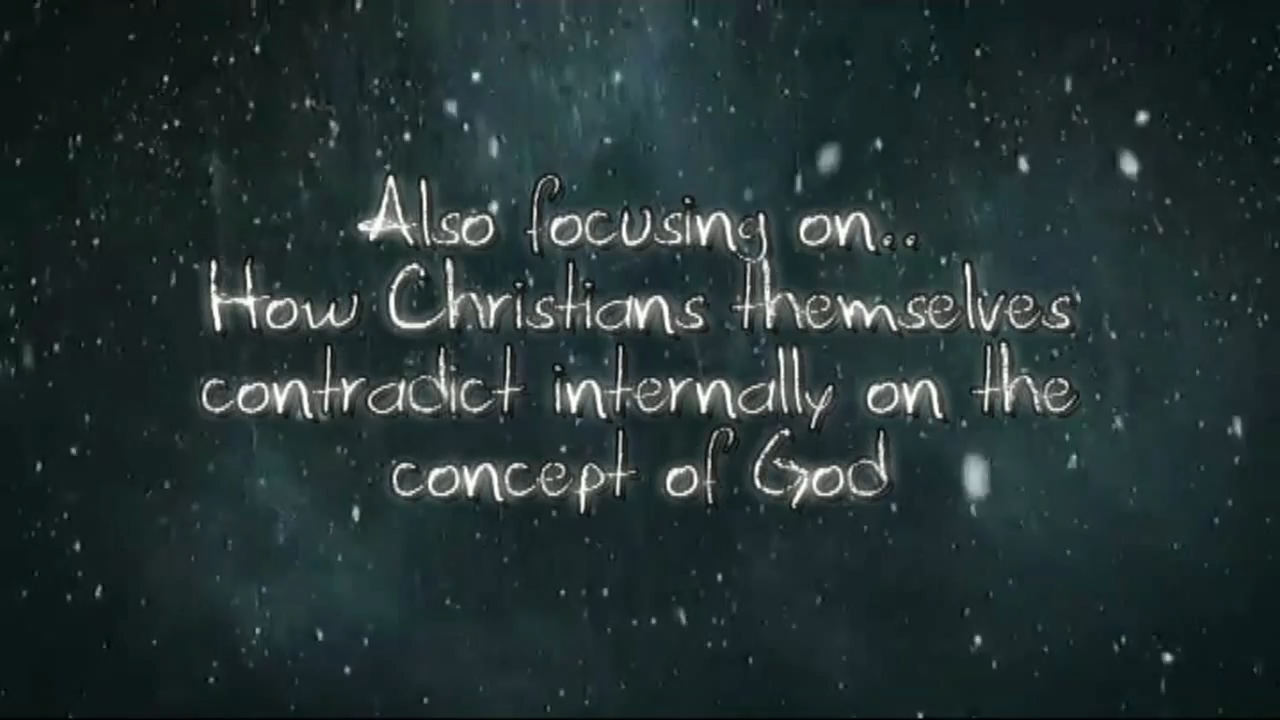 Also focusing on..
How Christians themselves
contradict internally on the
concept of God